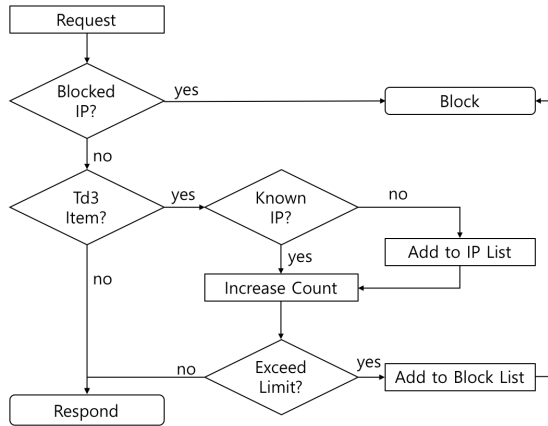 Request
Blocked
IP?
yes
Block
no
Td3
Item?
yes
Known
IP?
no
Add to IP List
yes
no
Increase Count
no
Exceed
Limit?
yes
Add to Block List
Respond